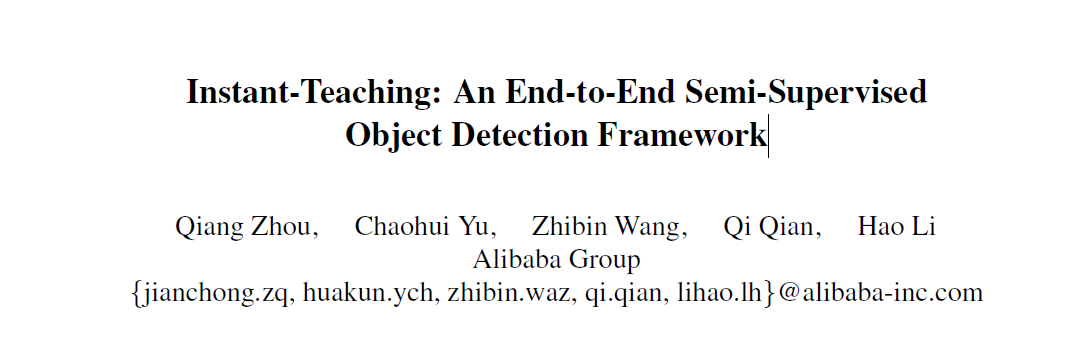 Instant-Teaching: An End-to-End Semi-Supervised
Object Detection Framework
Qiang Zhou, Chaohui Yu, Zhibin Wang, Qi Qian, Hao Li
Alibaba Group
{jianchong.zq, huakun.ych, zhibin.waz, qi.qian, lihao.lh}@alibaba-inc.com